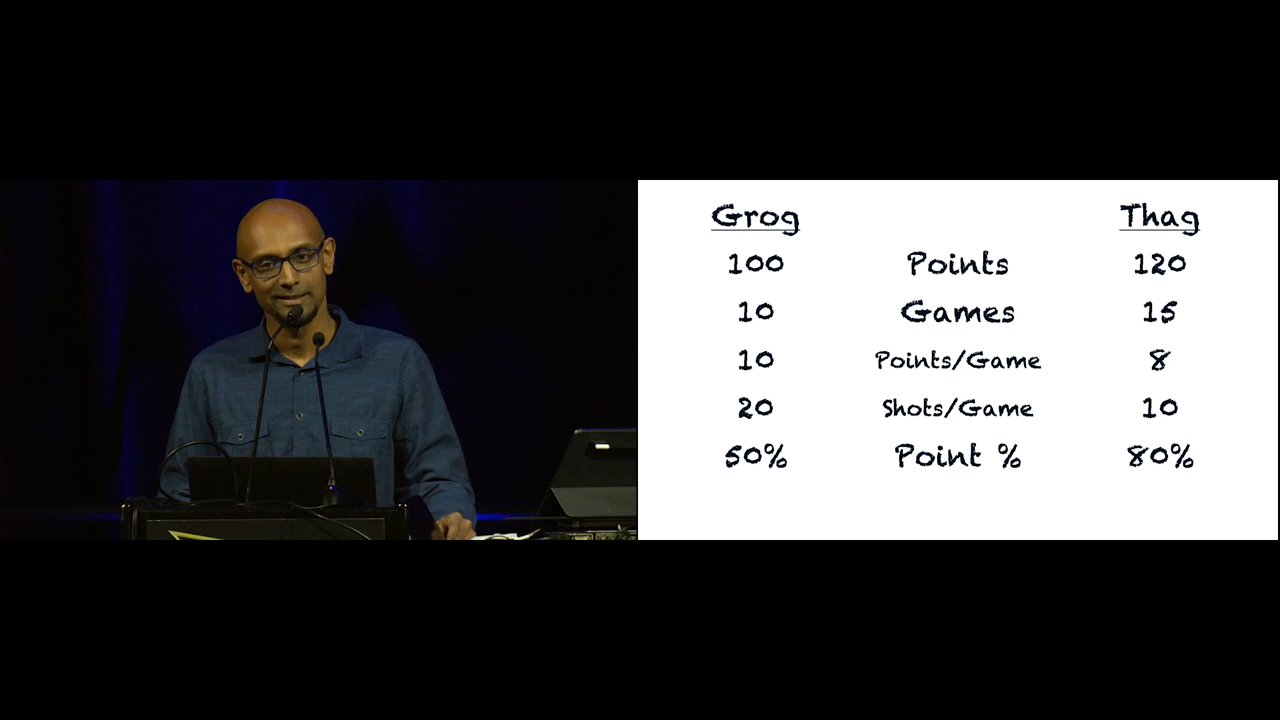 Grog Thag
100 Points 120
10 Games 15
10 Points/Game 8
20 Shots/Game 10
50% Point % 80%